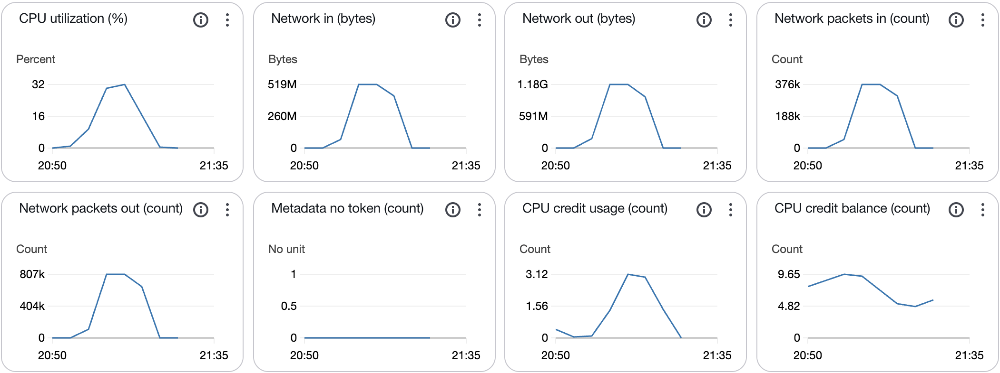 CPU utilization (%)
Percent
32
16
0
20:50
21:35
Network in (bytes)
Bytes
519M
260M
0
20:50
21:35
Network out (bytes)
Bytes
1.18G
591M
0
20:50
21:35
Network packets in (count)
Count
376k
188k
0
20:50
21:35
Network packets out (count)
Count
807k
404k
0
20:50
21:35
Metadata no token (count)
No unit
1
0.5
0
20:50
21:35
CPU credit usage (count)
Count
3.12
1.56
0
20:50
21:35
CPU credit balance (count)
Count
9.65
4.82
0
20:50
21:35